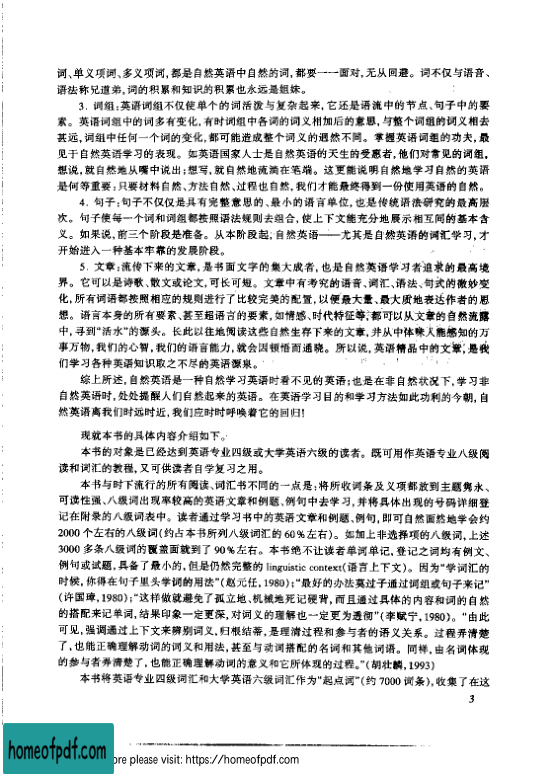 词、单义项词、多义项词,都是自然英语中自然的词,都要一一面对,无从回避。词不仅与语音、
语法称兄道弟,词的积累和知识的积累也永远是姐妹。
3. 词组:英语词组不仅使单个的词活泼与复杂起来,它还是语流中的节点、句子中的要
素。英语词组中的词多有变化,有时词组中各词的词义相加后的意思,与整个词组的词义相去
甚远,词组中任何一个词的变化,都可能造成整个词义的迥然不同。掌握英语词组的功夫,最
见于自然英语学习的表现。如英语国家人士是自然英语的天生的受惠者,他们对常见的词组,
想说,就自然地从嘴中说出;想写,就自然地流淌在笔端。这更能说明自然地学习自然的英语
是何等重要;只要材料自然、方法自然、过程也自然,我们才能最终得到一份使用英语的自然。
4. 句子:句子不仅仅是具有完整意思的、最小的语言单位,也是传统语法研究的最高层
次。句子使每一个词和词组都按照语法规则去组合,使上下文能充分地展示相互间的基本含
义。如果说,前三个阶段是准备。从本阶段起,自然英语——尤其是自然英语的词汇学习,才
开始进入一种基本牢靠的发展阶段。
5. 文章:流传下来的文章,是书面文字的集大成者,也是自然英语学习者追求的最高境
界。它可以是诗歌、散文或论文,可长可短。文章中有考究的语音、词汇、语法、句式的微妙变
化,所有词语都按照相应的规则进行了比较完美的配置,以便最大量、最大度地表达作者的思
想。语言本身的所有要素、甚至超语言的要素,如情感、时代特征等,都可以从文章的自然流露
中,寻到“活水”的源头。长此以往地阅读这些自然生存下来的文章,并从中体味人能感知的万
事万物,我们的心智,我们的语言能力,就会因顿悟而通晓。所以说,英语精品中的文章,是我
们学习各种英语知识取之不尽的英语源泉。
综上所述,自然英语是一种自然学习英语时看不见的英语;也是在非自然状况下,学习非
自然英语时,处处提醒人们自然起来的英语。在英语学习目的和学习方法如此功利的今朝,自
然英语离我们时远时近,我们应时时呼唤着它的回归!
现就本书的具体内容介绍如下。
本书的对象是已经达到英语专业四级或大学英语六级的读者。既可用作英语专业八级阅
读和词汇的教程,又可供读者自学复习之用。
本书与时下流行的所有阅读、词汇书不同的一点是:将所收词条及义项都放到主题隽永、
可读性强、八级词出现率较高的英语文章和例题、例句中去学习,并将具体出现的号码详细登
记在附录的八级词表中。读者通过学习书中的英语文章和例题、例句,即可自然而然地学会约
2000 个左右的八级词(约占本书所列八级词汇的 60%左右)。如加上非选择项的八级词,上述
3000 多条八级词的覆盖面就到了 90%左右。本书绝不让读者单词单记,登记之词均有例文、
例句或试题,具备了最小的,但是仍然完整的 linguistic context(语言上下文)。因为“学词汇的
时候,你得在句子里头学词的用法”(赵元任,1980);“最好的办法莫过于通过词组或句子来记”
(许国璋,1980);“这样做就避免了孤立地、机械地死记硬背,而且通过具体的内容和词的自然
的搭配来记单词,结果印象一定更深,对词义的理解也一定更为透彻”(李赋宁,1980)。“由此
可见,强调通过上下文来辨别词义,归根结蒂,是理清过程和参与者的语义关系。过程弄清楚
了,也能正确理解动词的词义和用法,甚至与动词搭配的名词和其他词语。同样,由名词体现
的参与者弄清楚了,也能正确理解动词的意义和它所体现的过程。”(胡壮麟,1993)
本书将英语专业四级词汇和大学英语六级词汇作为“起点词”(约 7000 词条),收集了在这
3
homeofpdf.com
ore please visit: https://homeofpdf.com